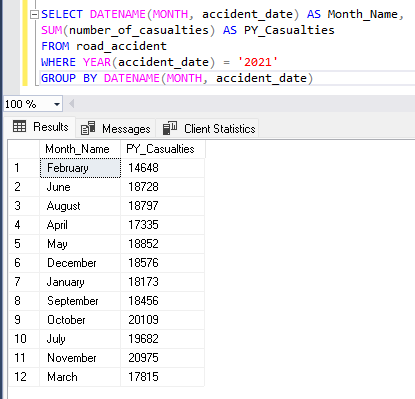 SELECT DATENAME(MONTH, accident_date) AS Month_Name,
SUM(number_of_casualties) AS PY_Casualties
FROM road_accident
WHERE YEAR(accident_date) = '2021'
GROUP BY DATENAME(MONTH, accident_date)
100 %
Results Messages Client Statistics
Month_Name PY_Casualties
1 February 14648
2 June 18728
3 August 18797
4 April 17335
5 May 18852
6 December 18576
7 January 18173
8 September 18456
9 October 20109
10 July 19682
11 November 20975
12 March 17815